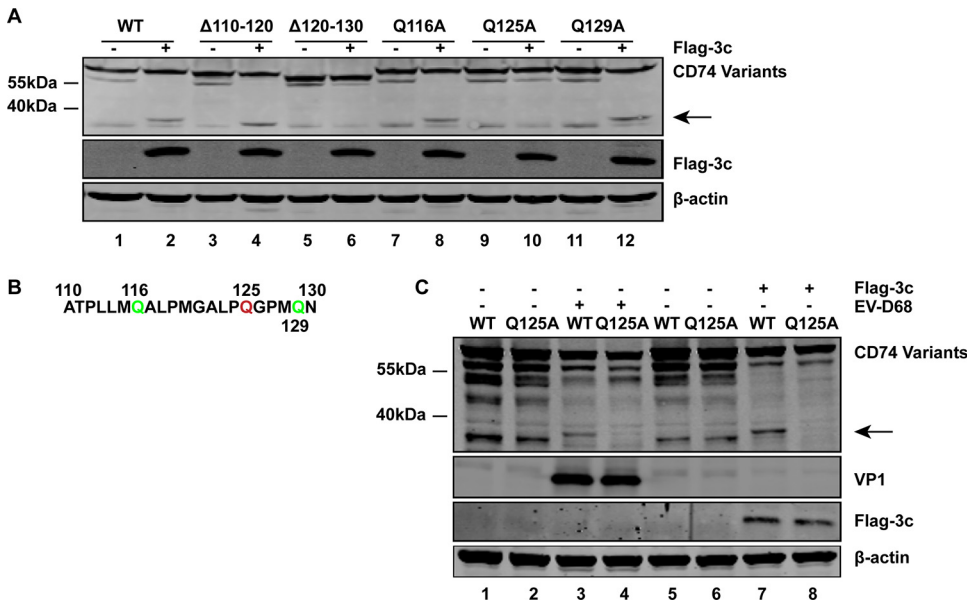 A
WT Δ110-120 Δ120-130 Q116A Q125A Q129A
- + - + - + - + - + - + Flag-3c
CD74 Variants
55kDa
40kDa
Flag-3c
β-actin
1 2 3 4 5 6 7 8 9 10 11 12
B
110 116 125 130
ATPLLMQALPMGALPQGPMQN
129
C
- - - - - - + + Flag-3c
- - + + - - - - EV-D68
WT Q125A WT Q125A WT Q125A WT Q125A
CD74 Variants
55kDa
40kDa
VP1
Flag-3c
β-actin
1 2 3 4 5 6 7 8